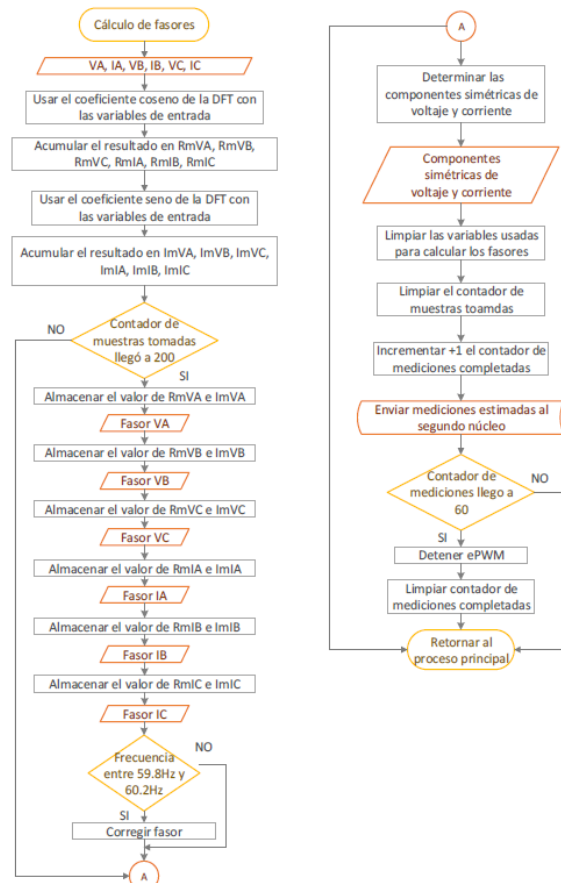 Cálculo de fasores
VA, IA, VB, IB, VC, IC
Usar el coeficiente coseno de la DFT con
las variables de entrada
Acumular el resultado en RmVA, RmVB,
RmVC, RmIA, RmIB, RmIC
Usar el coeficiente seno de la DFT con
las variables de entrada
Acumular el resultado en ImVA, ImVB, ImVC,
ImIA, ImIB, ImIC
NO
Contador de
muestras tomadas
llegó a 200
SI
Almacenar el valor de RmVA e ImVA
Fasor VA
Almacenar el valor de RmVB e ImVB
Fasor VB
Almacenar el valor de RmVC e ImVC
Fasor VC
Almacenar el valor de RmIA e ImIA
Fasor IA
Almacenar el valor de RmIB e ImIB
Fasor IB
Almacenar el valor de RmIC e ImIC
Fasor IC
NO
Frecuencia
entre 59.8Hz y
60.2Hz
SI
Corregir fasor
A
A
Determinar las
componentes simétricas de
voltaje y corriente
Componentes
simétricas de
voltaje y corriente
Limpiar las variables usadas
para calcular los fasores
Limpiar el contador de
muestras toamdas
Incrementar +1 el contador de
mediciones completadas
Enviar mediciones estimadas al
segundo núcleo
Contador de
mediciones llego a
60
NO
SI
Detener ePWM
Limpiar contador de
mediciones completadas
Retornar al
proceso principal